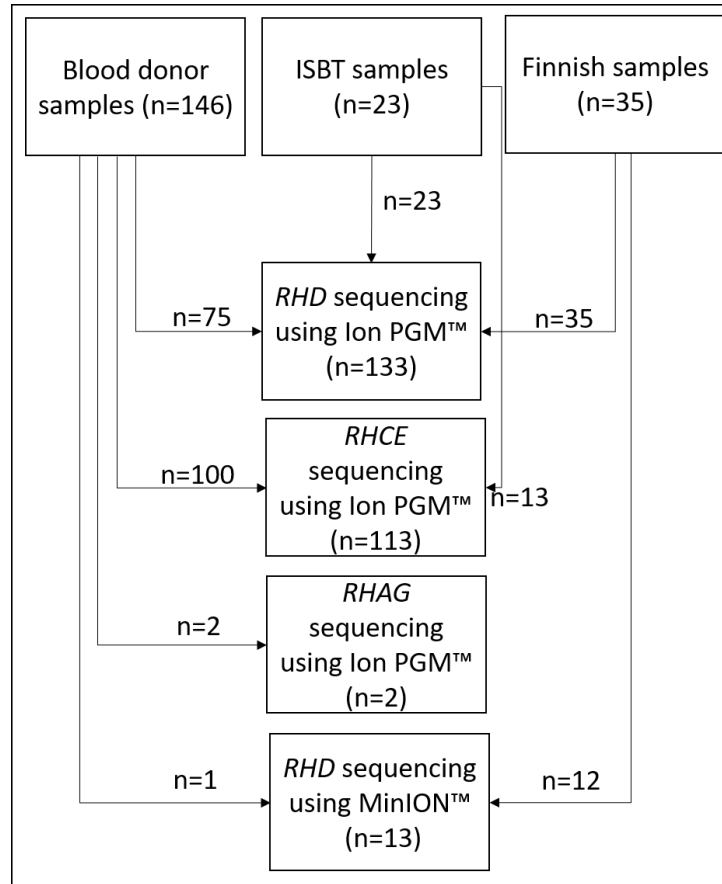 Blood donor
samples (n=146)
ISBT samples
(n=23)
Finnish samples
(n=35)
n=23
RHD sequencing
using Ion PGM™
(n=133)
n=75
n=35
RHCE
sequencing
using Ion PGM™
(n=113)
n=100
n=13
RHAG
sequencing
using Ion PGM™
(n=2)
n=2
RHD sequencing
using MinION™
(n=13)
n=1
n=12